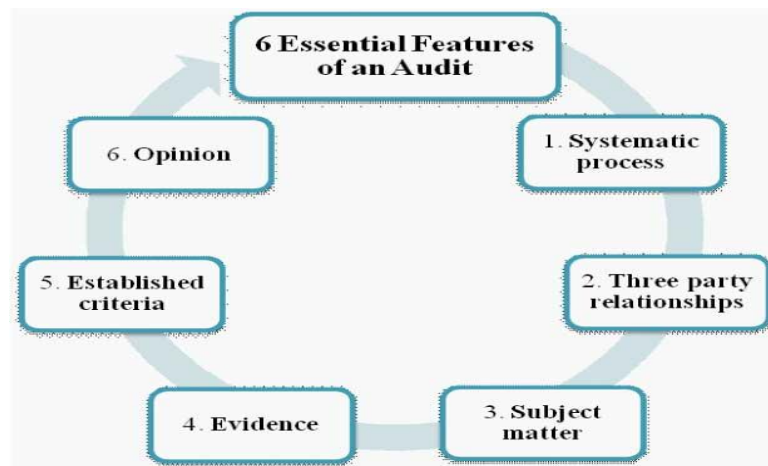 6 Essential Features
of an Audit
1. Systematic
process
2. Three party
relationships
3. Subject
matter
4. Evidence
5. Established
criteria
6. Opinion